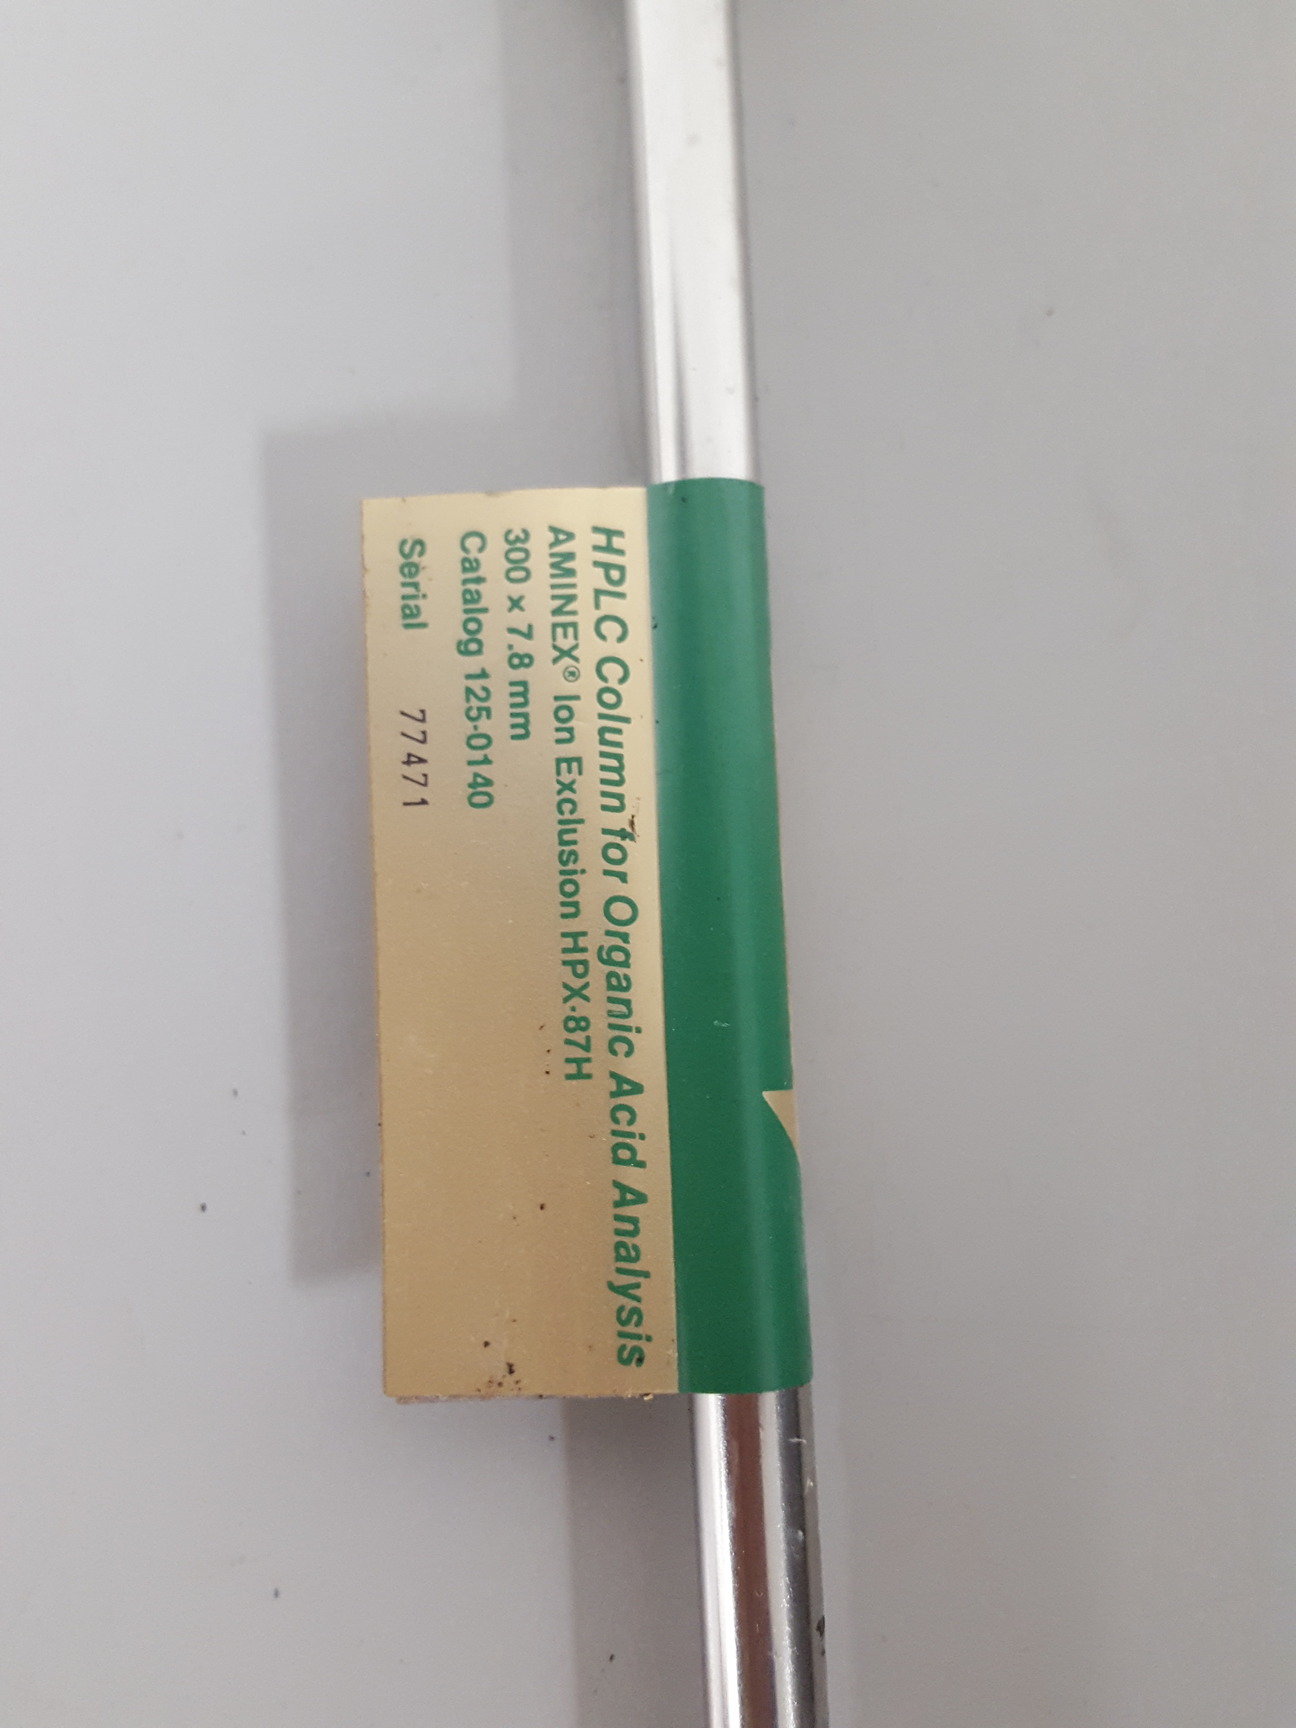 HPLC Column for Organic Acid Analysis
AMINEX® Ion Exclusion HPX-87H
300 x 7.8 mm
Catalog 125-0140
Serial 77471